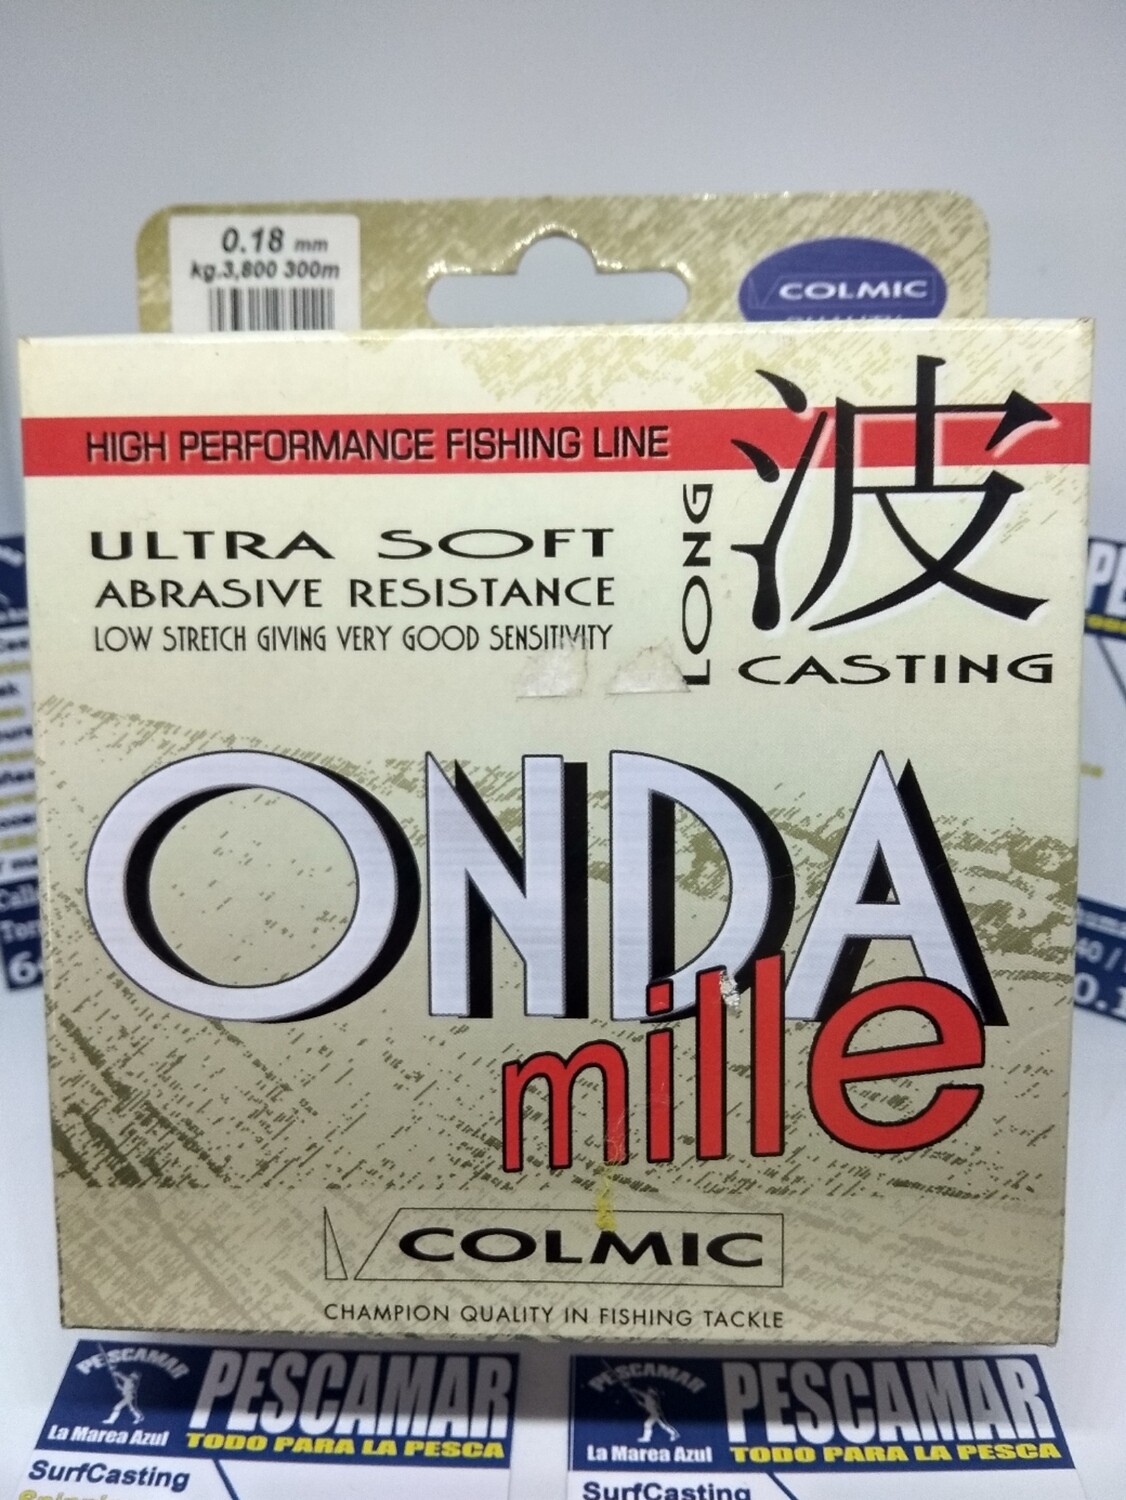 0.18 mm
kg.3,800 300m
COLMIC
HIGH PERFORMANCE FISHING LINE
波
ULTRA SOFT
ABRASIVE RESISTANCE
LOW STRETCH GIVING VERY GOOD SENSITIVITY
LONG
CASTING
ONDA
mille
COLMIC
CHAMPION QUALITY IN FISHING TACKLE
PESCAMAR
PESCAMAR
La Marea Azul
TODO PARA LA PESCA
SurfCasting
PESCAMAR
PESCAMAR
La Marea Azul
TODO PARA LA PESCA
SurfCasting